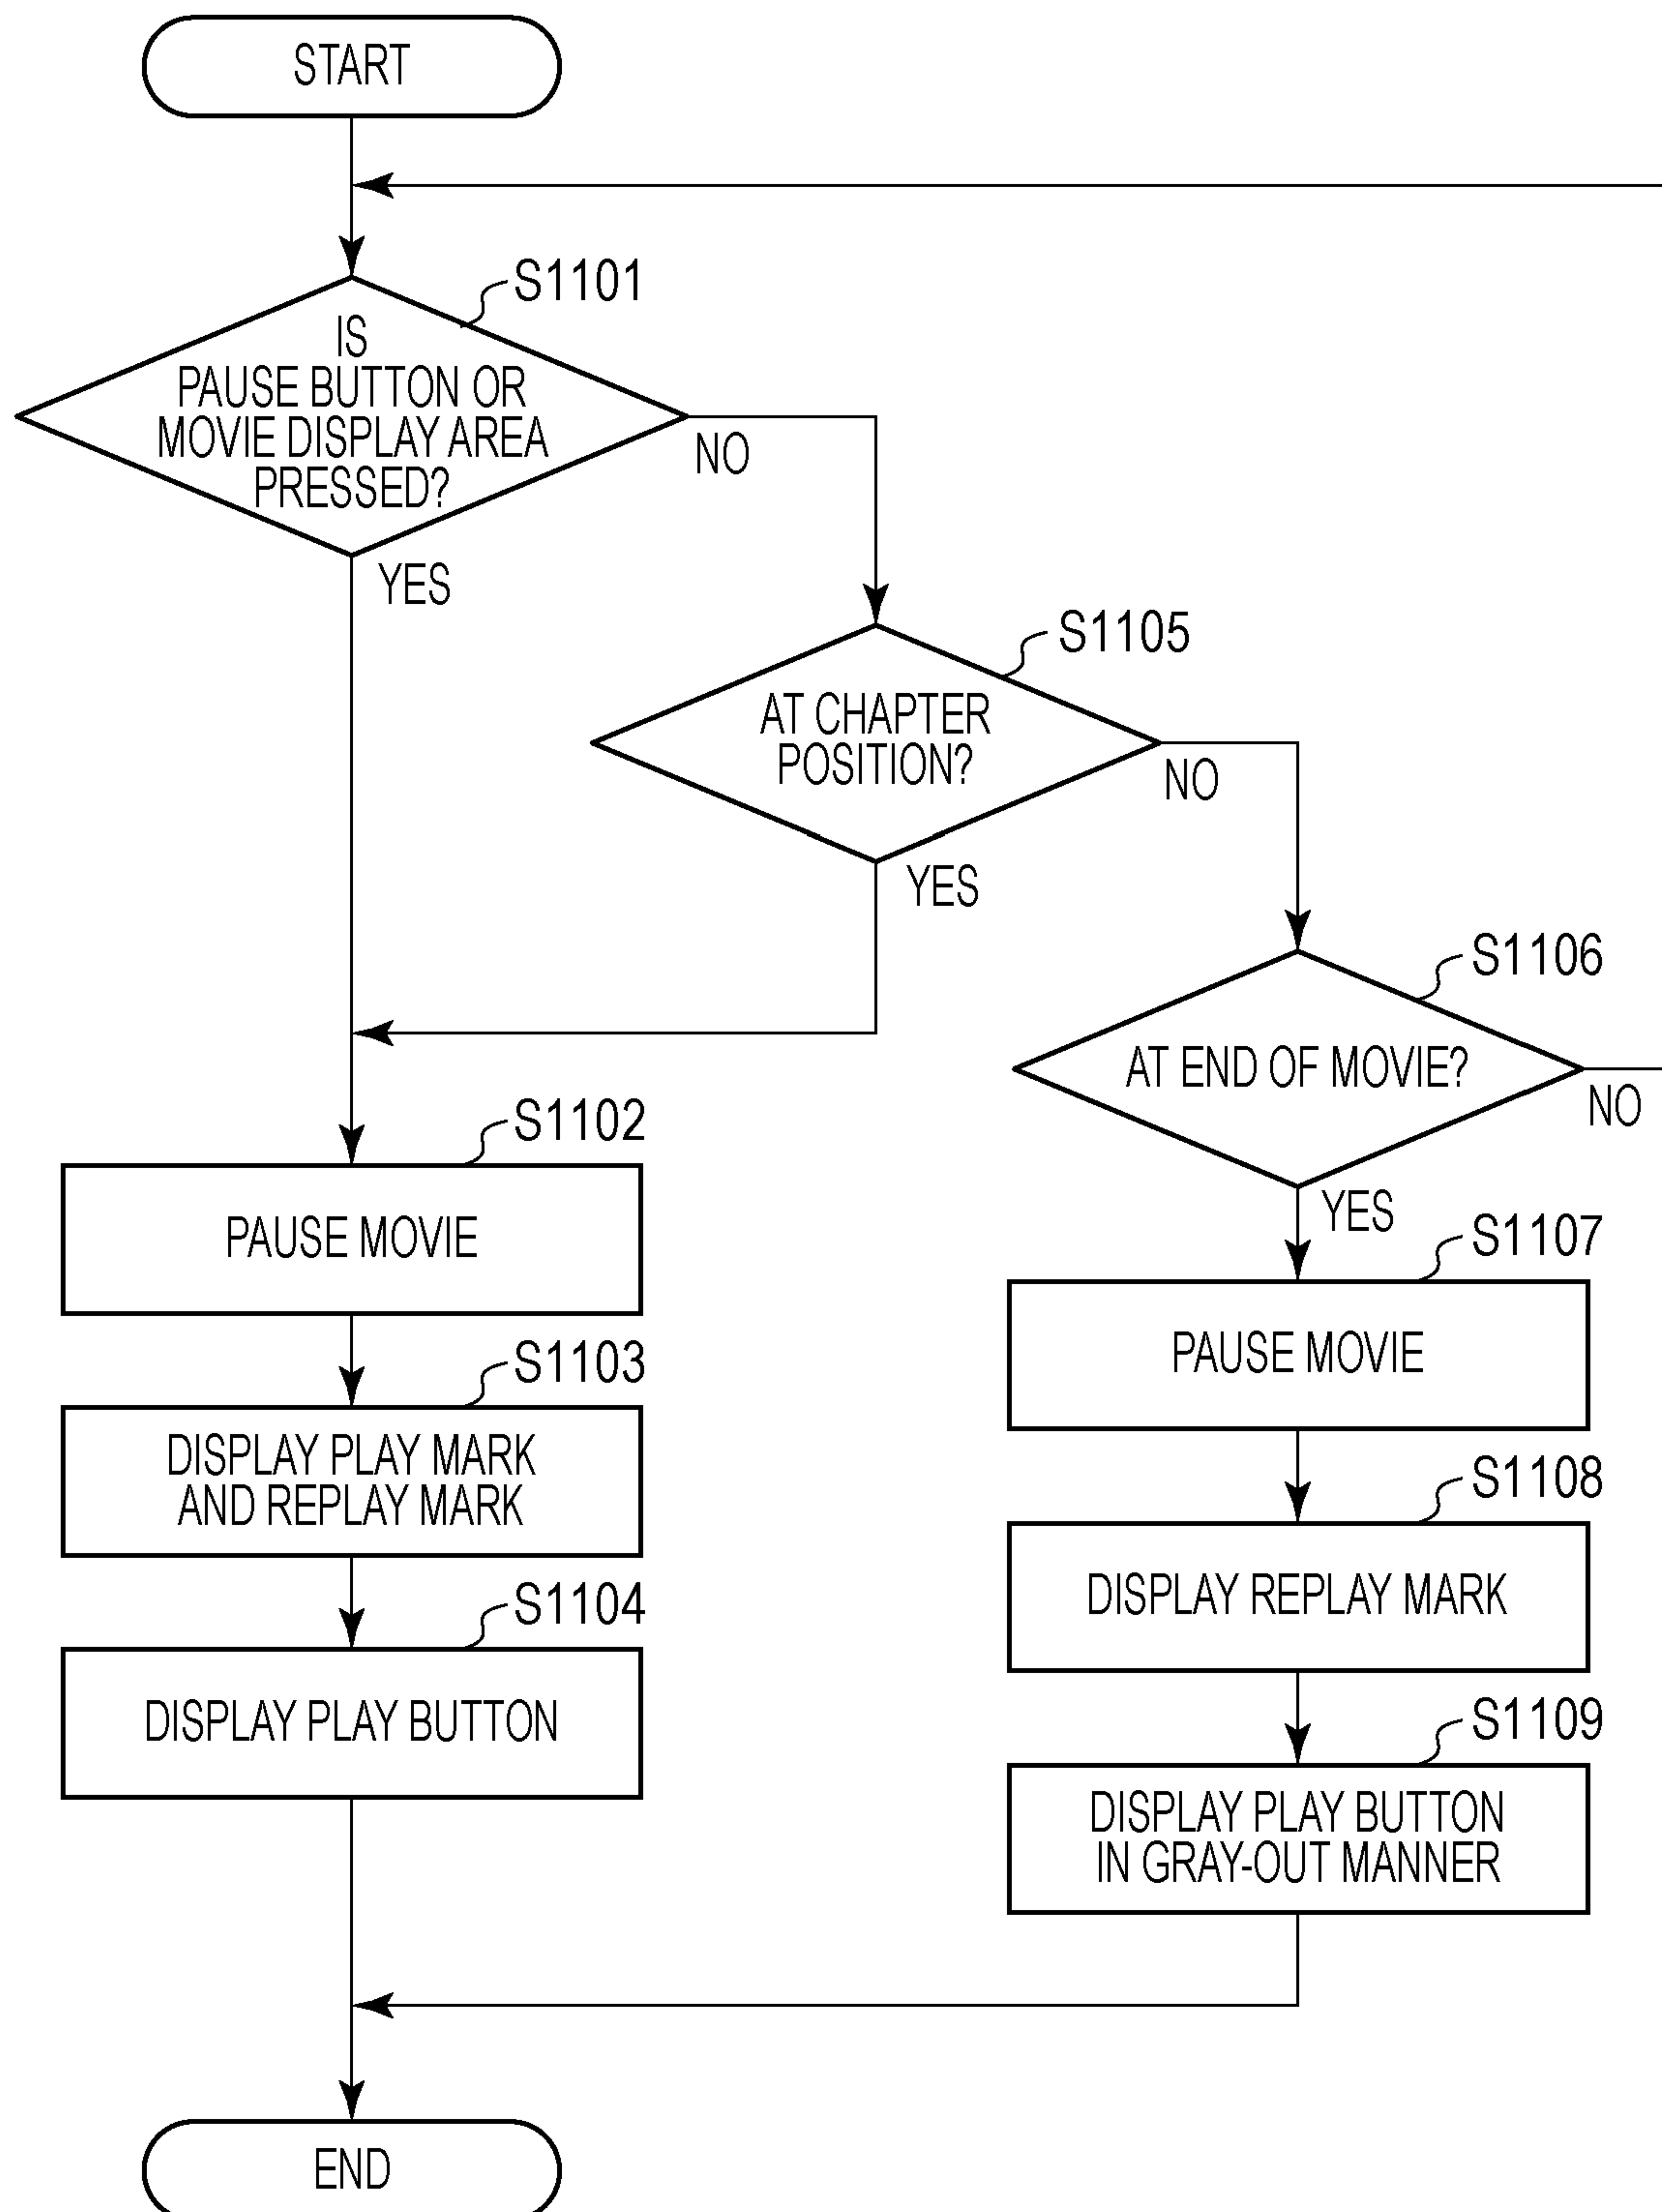 START
S1101
IS
PAUSE BUTTON OR
MOVIE DISPLAY AREA
PRESSED?
NO
YES
S1105
AT CHAPTER
POSITION?
NO
YES
S1106
AT END OF MOVIE?
NO
YES
S1102
PAUSE MOVIE
S1103
DISPLAY PLAY MARK
AND REPLAY MARK
S1104
DISPLAY PLAY BUTTON
S1107
PAUSE MOVIE
S1108
DISPLAY REPLAY MARK
S1109
DISPLAY PLAY BUTTON
IN GRAY-OUT MANNER
END